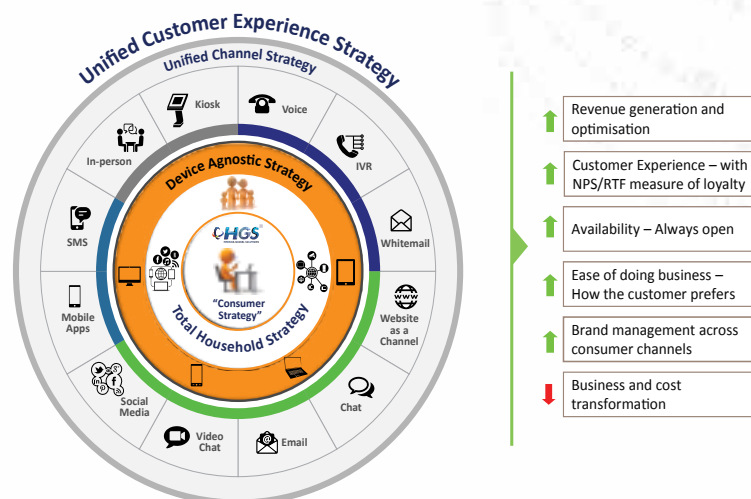 Unified Customer Experience Strategy
Unified Channel Strategy
Kiosk
Voice
In-person
IVR
SMS
Whitemail
Mobile
Apps
Website
as a
Channel
Social
Media
Chat
Video
Chat
Email
Device Agnostic Strategy
HGS
"Consumer
Strategy"
Total Household Strategy
www
Revenue generation and
optimisation
Customer Experience – with
NPS/RTF measure of loyalty
Availability – Always open
Ease of doing business –
How the customer prefers
Brand management across
consumer channels
Business and cost
transformation